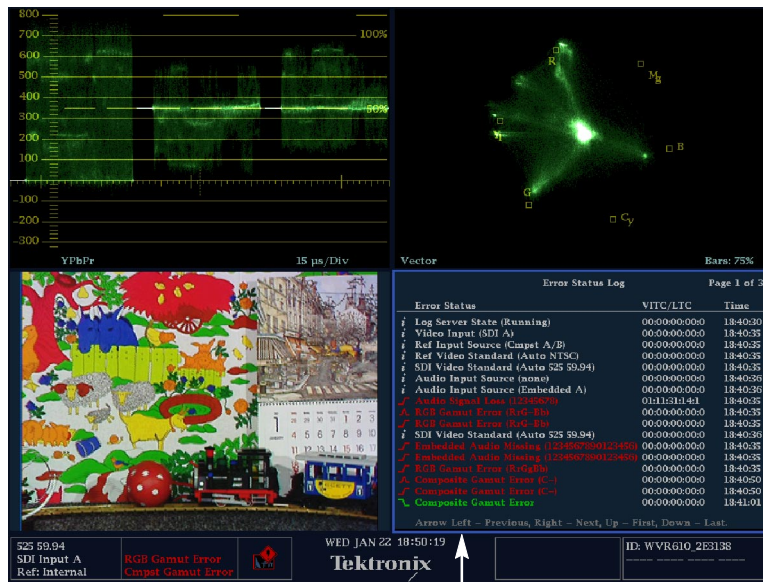 800
700
600
500
400
300
200
100
0
-100
-200
-300
100%
50%
YPbPr 15 µs/Div
R
Mg
B
Cy
G
Vector Bars: 75%
Error Status Log Page 1 of 3
Error Status VITC/LTC Time
i Log Server State (Running) 00:00:00:00:0 18:40:30
i Video Input (SDI A) 00:00:00:00:0 18:40:35
i Ref Input Source (Cmpst A/B) 00:00:00:00:0 18:40:35
i Ref Video Standard (Auto NTSC) 00:00:00:00:0 18:40:35
i SDI Video Standard (Auto 525 59.94) 00:00:00:00:0 18:40:35
i Audio Input Source (none) 00:00:00:00:0 18:40:36
i Audio Input Source (Embedded A) 00:00:00:00:0 18:40:36
Audio Signal Loss (12345678) 01:11:31:14:1 18:40:35
RGB Gamut Error (RrG-Bb) 00:00:00:00:0 18:40:35
RGB Gamut Error (RrG-Bb) 00:00:00:00:0 18:40:35
i SDI Video Standard (Auto 525 59.94) 00:00:00:00:0 18:40:36
Embedded Audio Missing (1234567890123456) 00:00:00:00:0 18:40:35
Embedded Audio Missing (1234567890123456) 00:00:00:00:0 18:40:35
RGB Gamut Error (RrGgBb) 00:00:00:00:0 18:40:35
Composite Gamut Error (C-) 00:00:00:00:0 18:40:50
Composite Gamut Error (C-) 00:00:00:00:0 18:40:50
Composite Gamut Error 00:00:00:00:0 18:41:01
Arrow Left – Previous, Right – Next, Up – First, Down – Last.
525 59.94
SDI Input A
Ref: Internal
RGB Gamut Error
Cmpst Gamut Error
WED JAN 22 18:50:19
Tektronix
ID: WVR610_2E3138